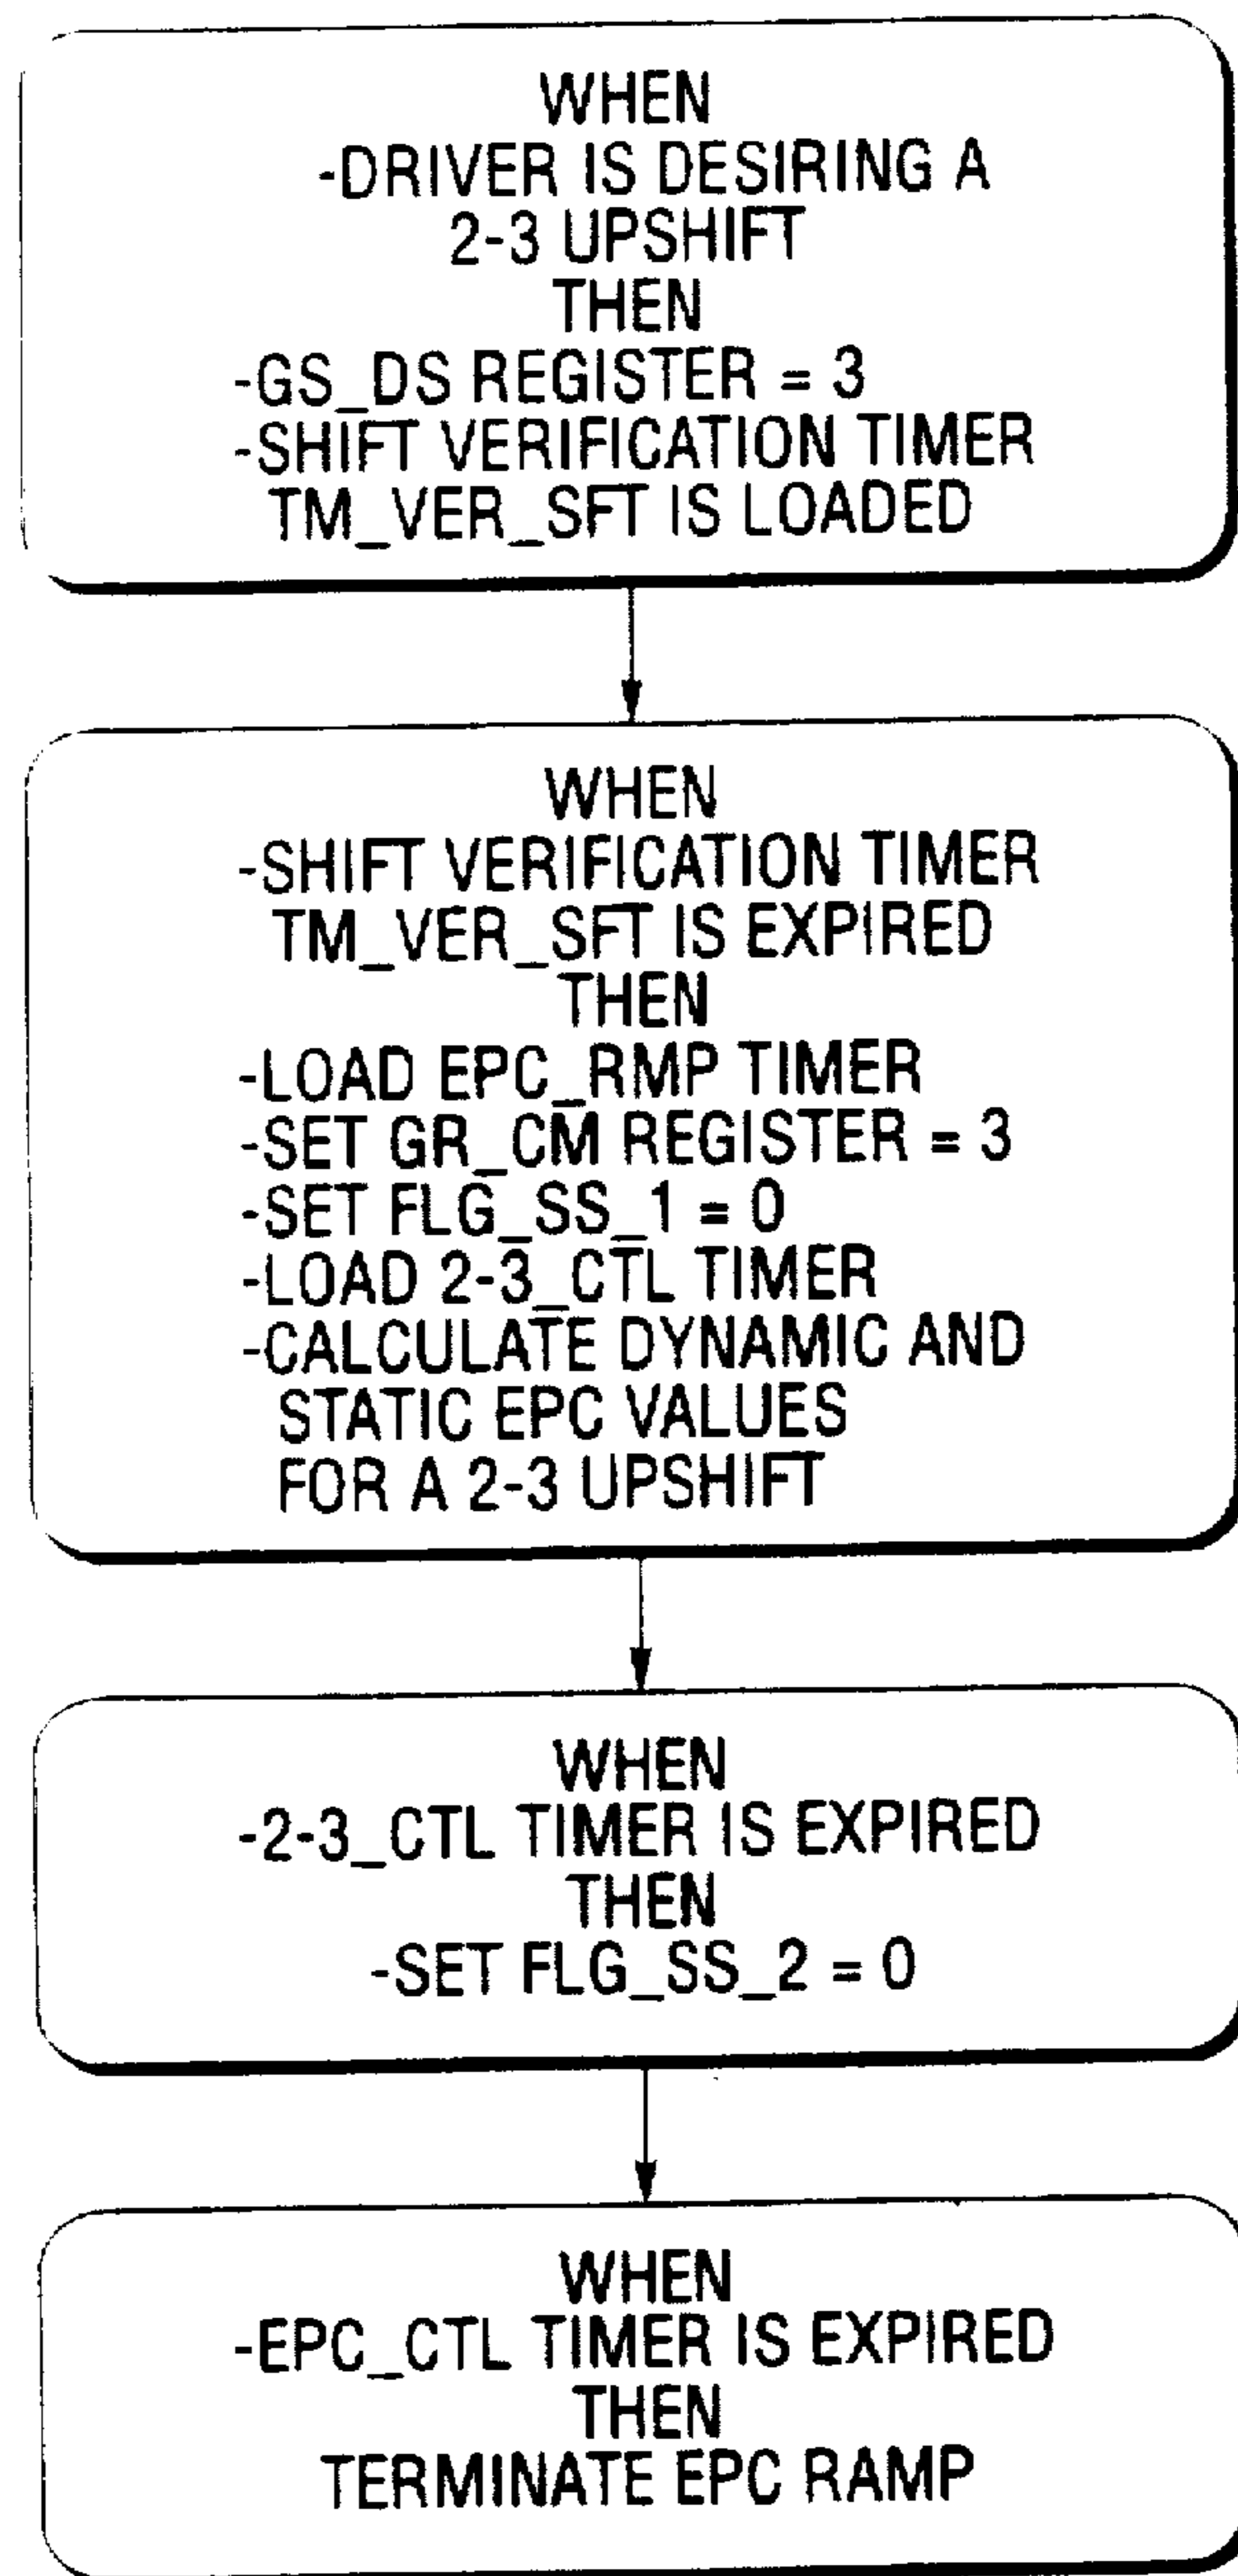 WHEN
-DRIVER IS DESIRING A
2-3 UPSHIFT
THEN
-GS_DS REGISTER = 3
-SHIFT VERIFICATION TIMER
TM_VER_SFT IS LOADED
WHEN
-SHIFT VERIFICATION TIMER
TM_VER_SFT IS EXPIRED
THEN
-LOAD EPC_RMP TIMER
-SET GR_CM REGISTER = 3
-SET FLG_SS_1 = 0
-LOAD 2-3_CTL TIMER
-CALCULATE DYNAMIC AND
STATIC EPC VALUES
FOR A 2-3 UPSHIFT
WHEN
-2-3_CTL TIMER IS EXPIRED
THEN
-SET FLG_SS_2 = 0
WHEN
-EPC_CTL TIMER IS EXPIRED
THEN
TERMINATE EPC RAMP